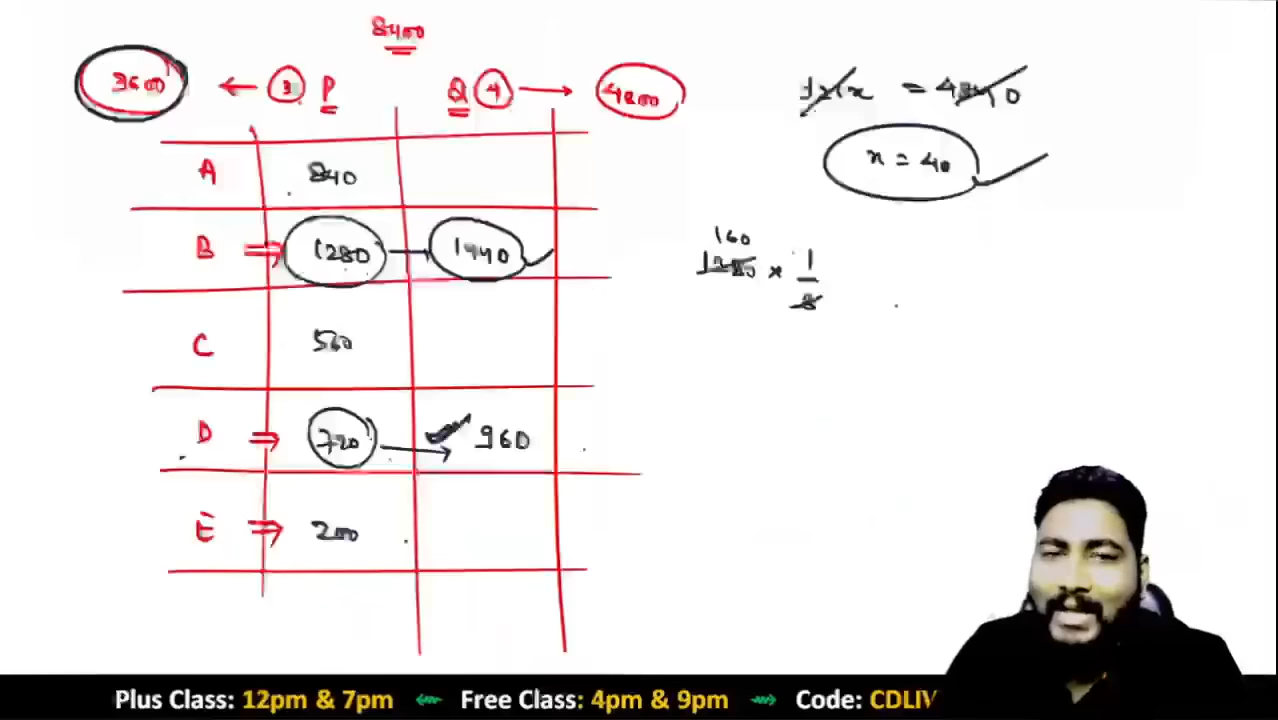 8400
3600 ← 3 P Q 4 → 4800
A 840
B ⇒ 1280 → 1440
C 560
D ⇒ 720 → 960
E ⇒ 200
x = 40
160
× 1
8
Plus Class: 12pm & 7pm ⇐ Free Class: 4pm & 9pm ⇒ Code: CDLIV